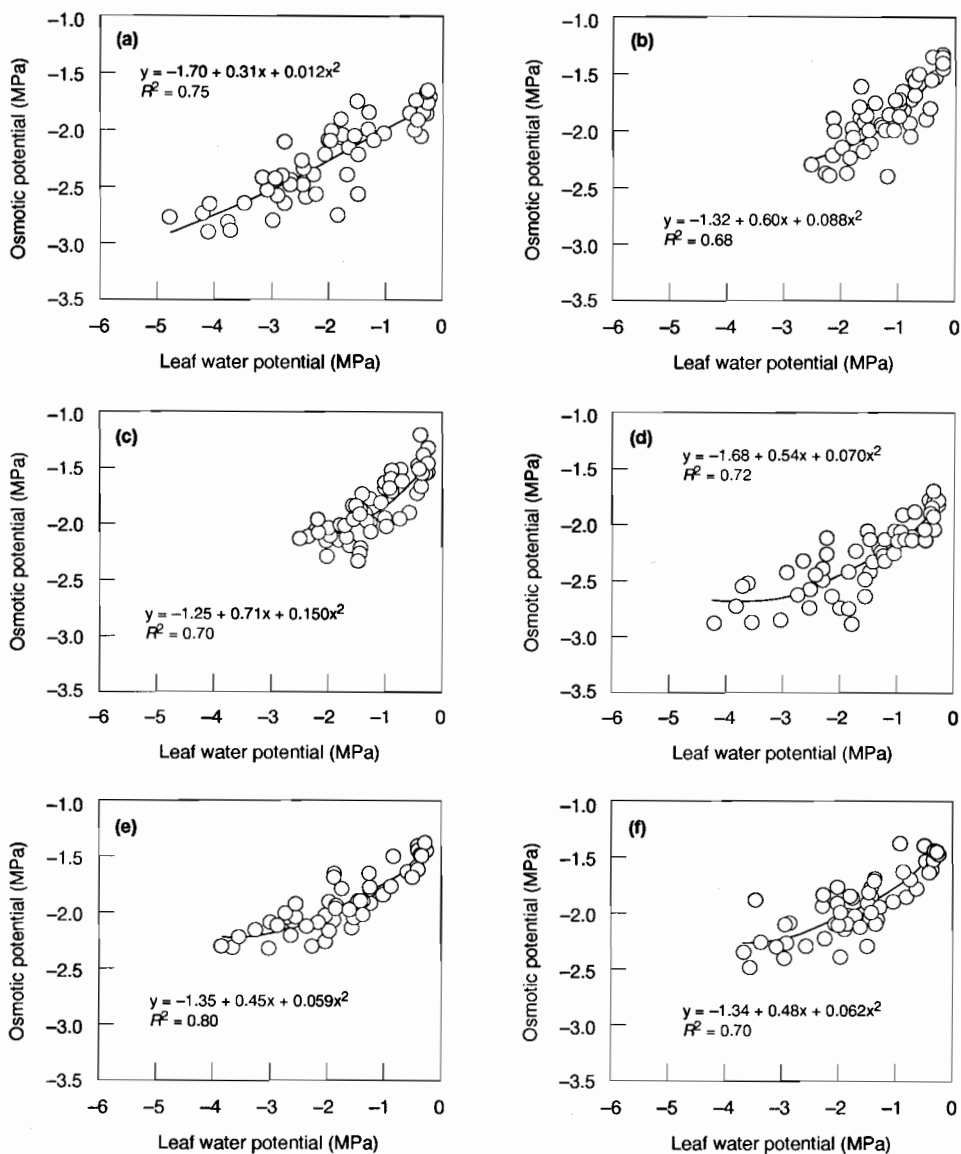 (a)
y = −1.70 + 0.31x + 0.012x²
R² = 0.75
Osmotic potential (MPa)
−1.0
−1.5
−2.0
−2.5
−3.0
−3.5
−6 −5 −4 −3 −2 −1 0
Leaf water potential (MPa)
(b)
y = −1.32 + 0.60x + 0.088x²
R² = 0.68
Osmotic potential (MPa)
−1.0
−1.5
−2.0
−2.5
−3.0
−3.5
−6 −5 −4 −3 −2 −1 0
Leaf water potential (MPa)
(c)
y = −1.25 + 0.71x + 0.150x²
R² = 0.70
Osmotic potential (MPa)
−1.0
−1.5
−2.0
−2.5
−3.0
−3.5
−6 −5 −4 −3 −2 −1 0
Leaf water potential (MPa)
(d)
y = −1.68 + 0.54x + 0.070x²
R² = 0.72
Osmotic potential (MPa)
−1.0
−1.5
−2.0
−2.5
−3.0
−3.5
−6 −5 −4 −3 −2 −1 0
Leaf water potential (MPa)
(e)
y = −1.35 + 0.45x + 0.059x²
R² = 0.80
Osmotic potential (MPa)
−1.0
−1.5
−2.0
−2.5
−3.0
−3.5
−6 −5 −4 −3 −2 −1 0
Leaf water potential (MPa)
(f)
y = −1.34 + 0.48x + 0.062x²
R² = 0.70
Osmotic potential (MPa)
−1.0
−1.5
−2.0
−2.5
−3.0
−3.5
−6 −5 −4 −3 −2 −1 0
Leaf water potential (MPa)